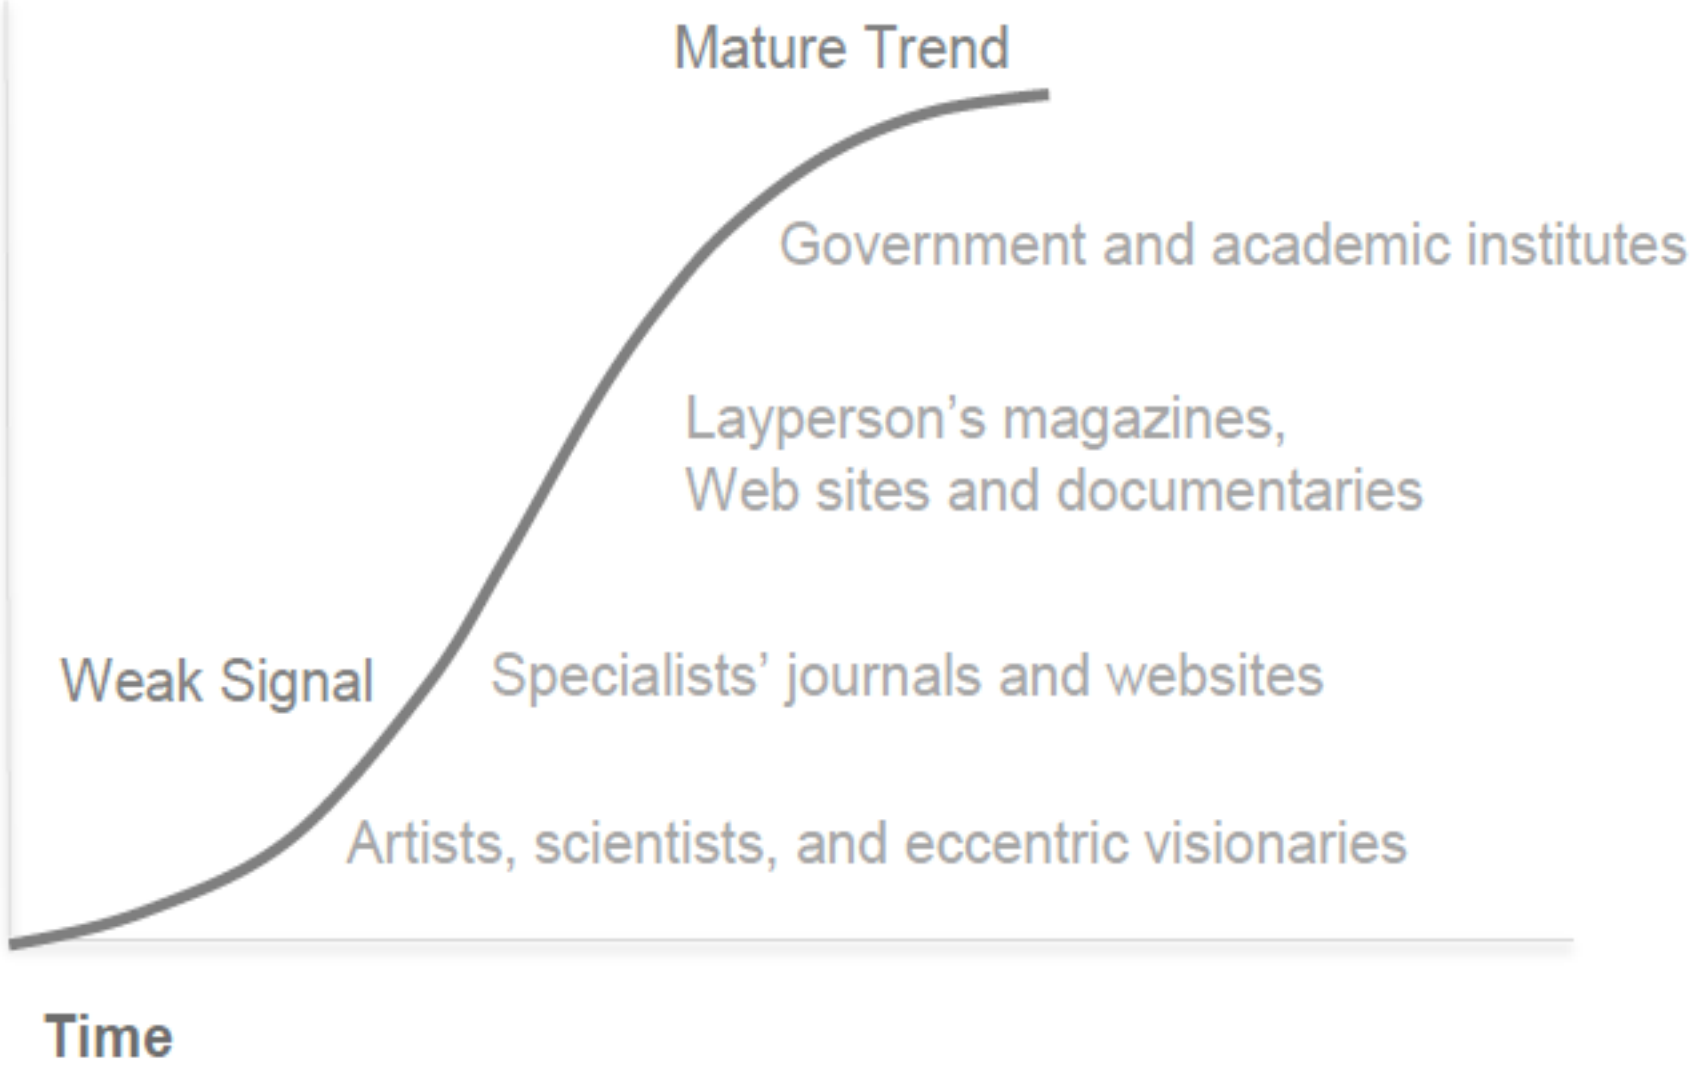 Mature Trend
Government and academic institutes
Layperson’s magazines,
Web sites and documentaries
Weak Signal
Specialists’ journals and websites
Artists, scientists, and eccentric visionaries
Time